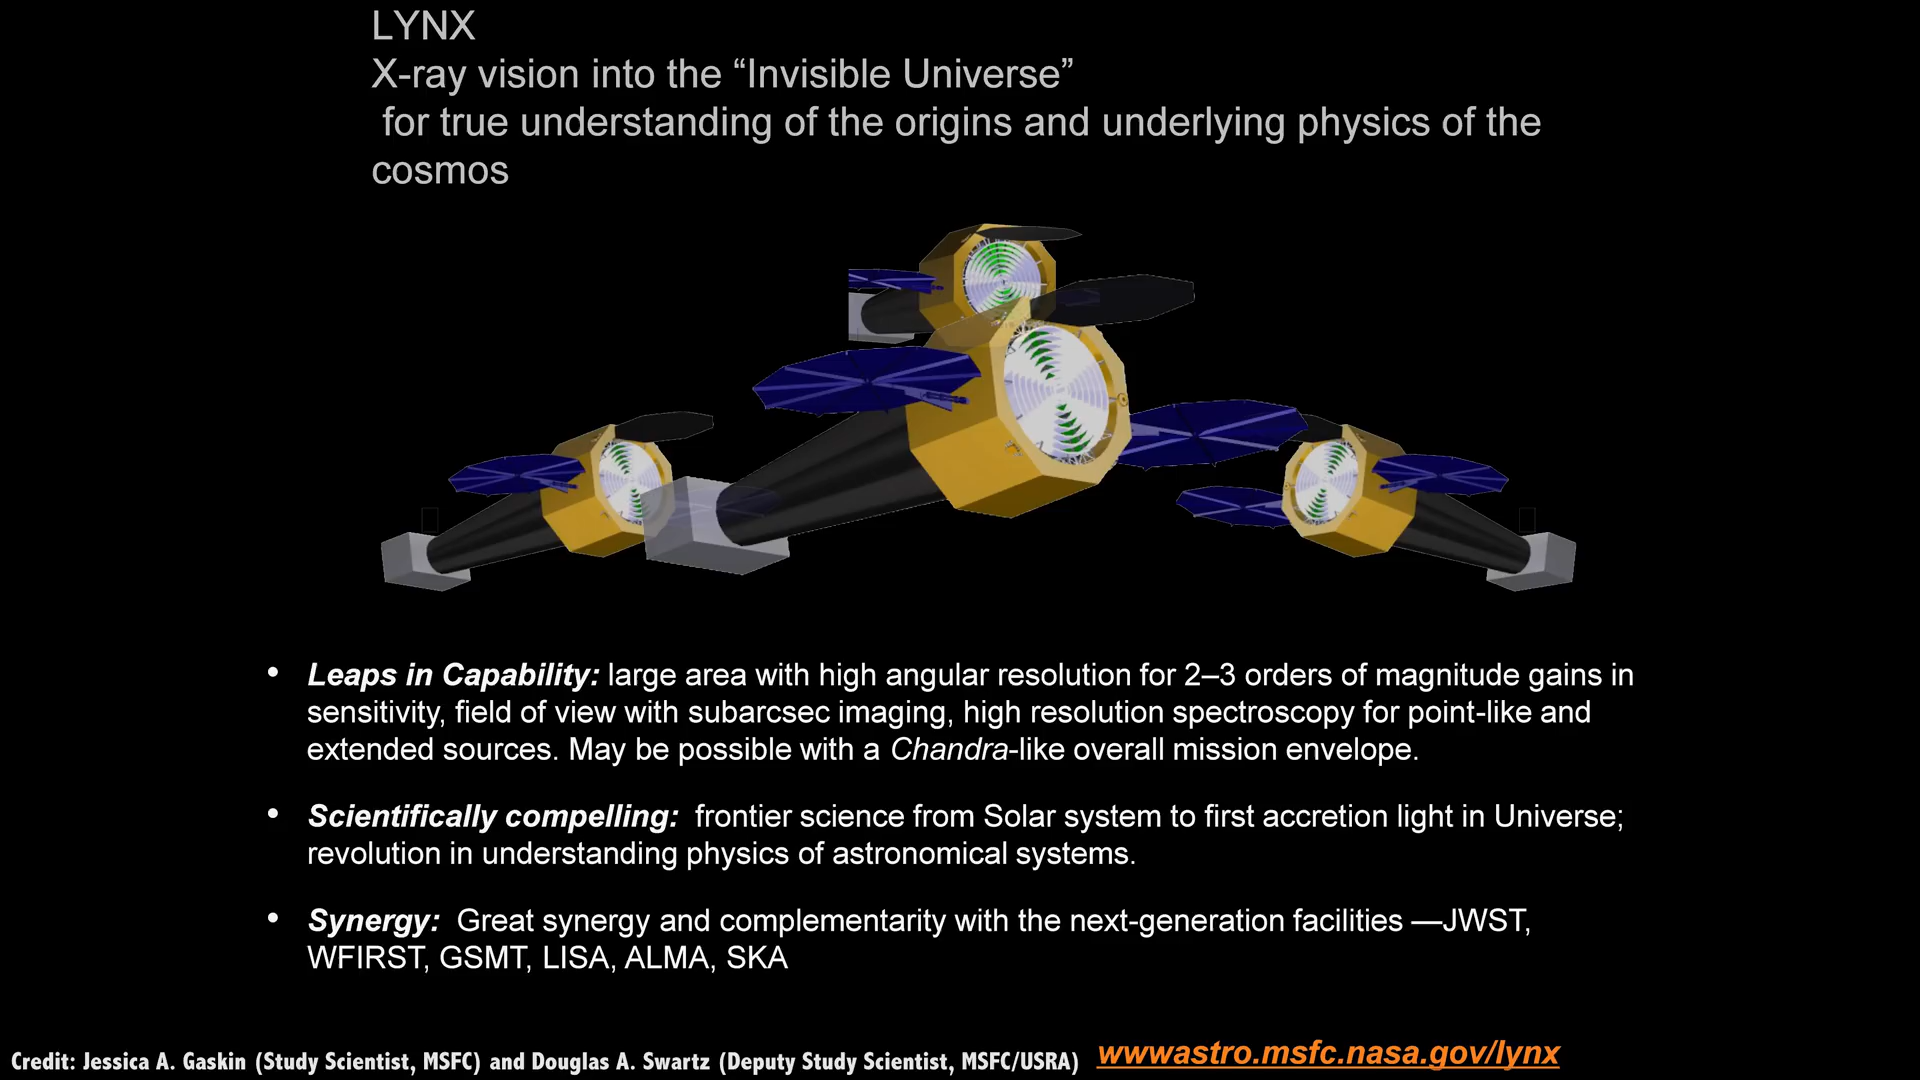 LYNX
X-ray vision into the “Invisible Universe”
for true understanding of the origins and underlying physics of the
cosmos
• Leaps in Capability: large area with high angular resolution for 2–3 orders of magnitude gains in
sensitivity, field of view with subarcsec imaging, high resolution spectroscopy for point-like and
extended sources. May be possible with a Chandra-like overall mission envelope.
• Scientifically compelling: frontier science from Solar system to first accretion light in Universe;
revolution in understanding physics of astronomical systems.
• Synergy: Great synergy and complementarity with the next-generation facilities —JWST,
WFIRST, GSMT, LISA, ALMA, SKA
Credit: Jessica A. Gaskin (Study Scientist, MSFC) and Douglas A. Swartz (Deputy Study Scientist, MSFC/USRA)
wwwastro.msfc.nasa.gov/lynx